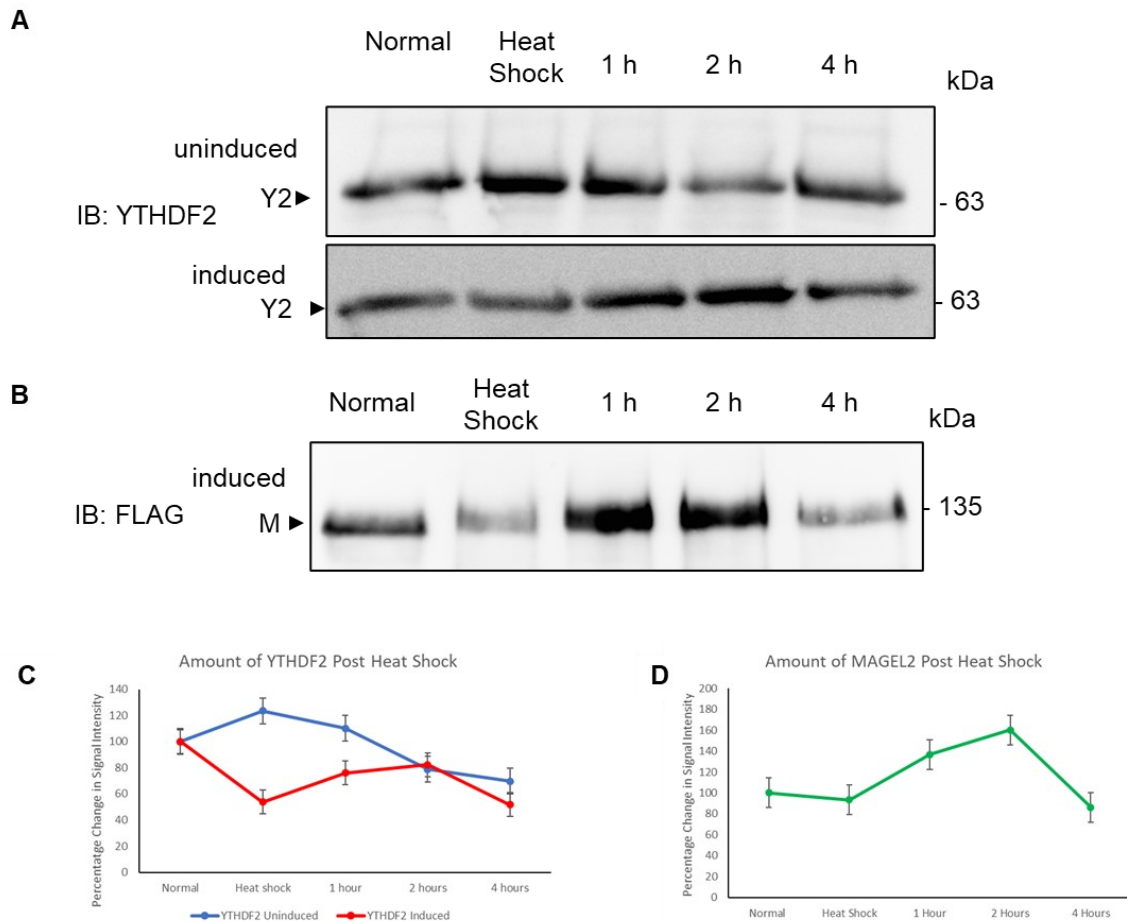 A
Normal
Heat
Shock
1 h
2 h
4 h
kDa
uninduced
Y2
IB: YTHDF2
- 63
induced
Y2
- 63
B
Normal
Heat
Shock
1 h
2 h
4 h
kDa
induced
IB: FLAG
M
- 135
C
Amount of YTHDF2 Post Heat Shock
Percentatge Change in Signal Intensity
140
120
100
80
60
40
20
0
Normal
Heat shock
1 hour
2 hours
4 hours
YTHDF2 Uninduced
YTHDF2 Induced
D
Amount of MAGEL2 Post Heat Shock
Percentage Change in Signal Intensity
200
180
160
140
120
100
80
60
40
20
0
Normal
Heat Shock
1 Hour
2 Hours
4 Hours